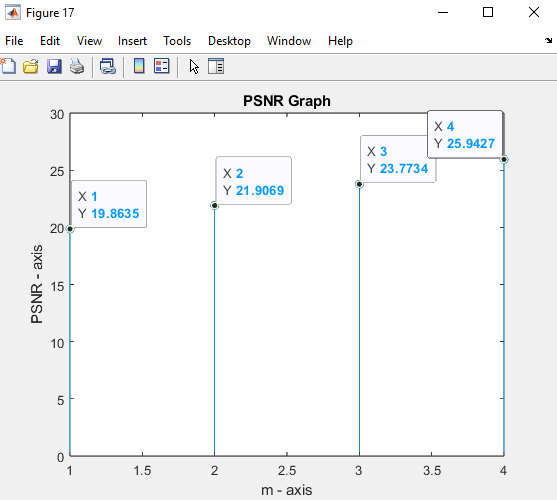 Figure 17
File Edit View Insert Tools Desktop Window Help
PSNR Graph
30
25
20
15
10
5
0
PSNR - axis
X 1
Y 19.8635
X 2
Y 21.9069
X 3
Y 23.7734
X 4
Y 25.9427
1 1.5 2 2.5 3 3.5 4
m - axis